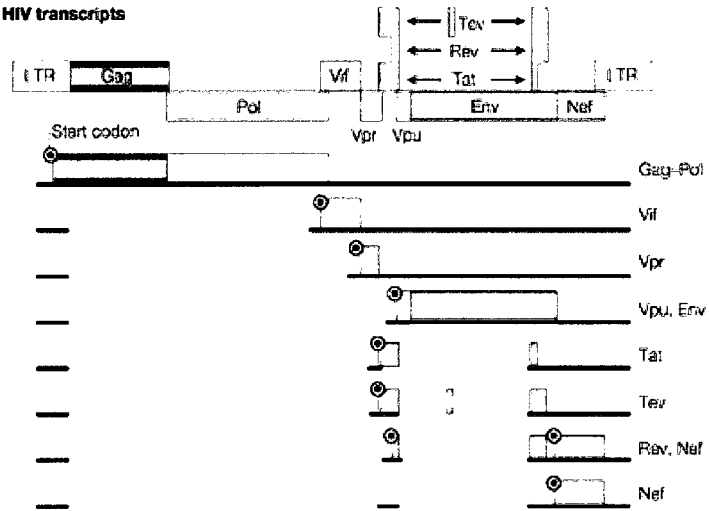 HIV transcripts
Tev
Rev
LTR Gag Vif Tat LTR
Pol Env Nef
Start codon Vpr Vpu
Gag–Pol
Vif
Vpr
Vpu, Env
Tat
Tev
Rev, Nef
Nef